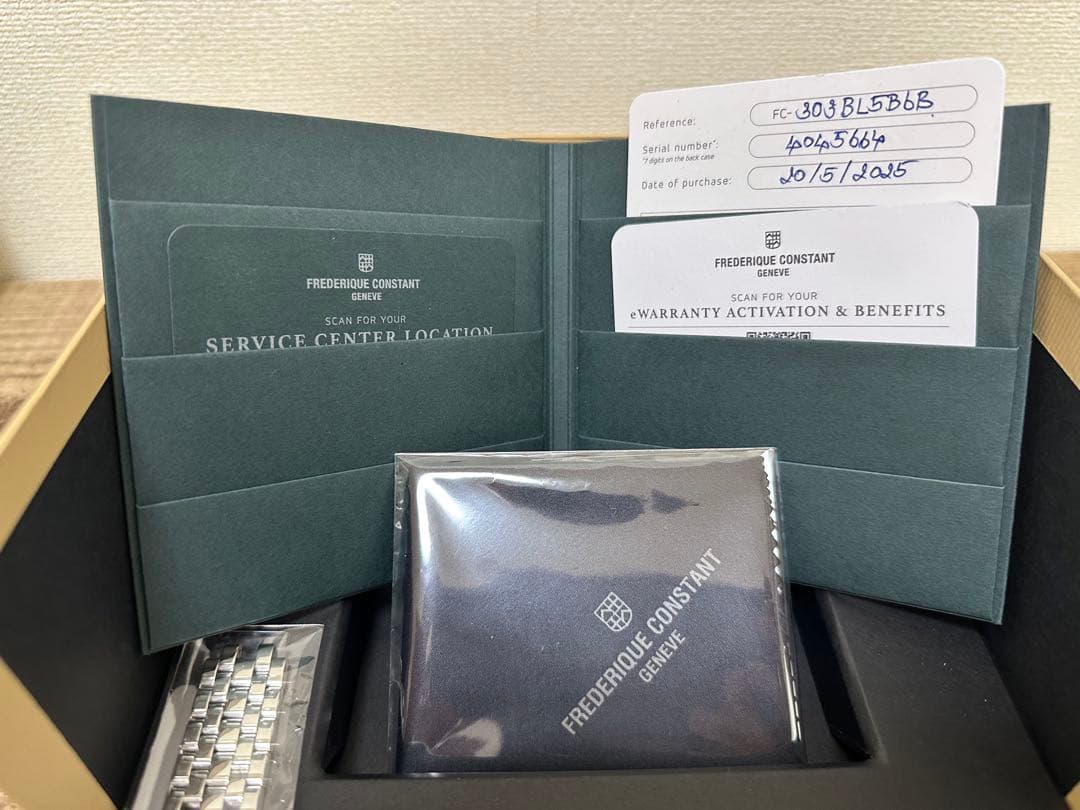 Reference: FC-303BL5B6B
Serial number*: 4045664
*7 digits on the back case
Date of purchase: 20/5/2025
FREDERIQUE CONSTANT
GENEVE
SCAN FOR YOUR
SERVICE CENTER LOCATION
FREDERIQUE CONSTANT
GENEVE
SCAN FOR YOUR
eWARRANTY ACTIVATION & BENEFITS
FREDERIQUE CONSTANT
GENEVE